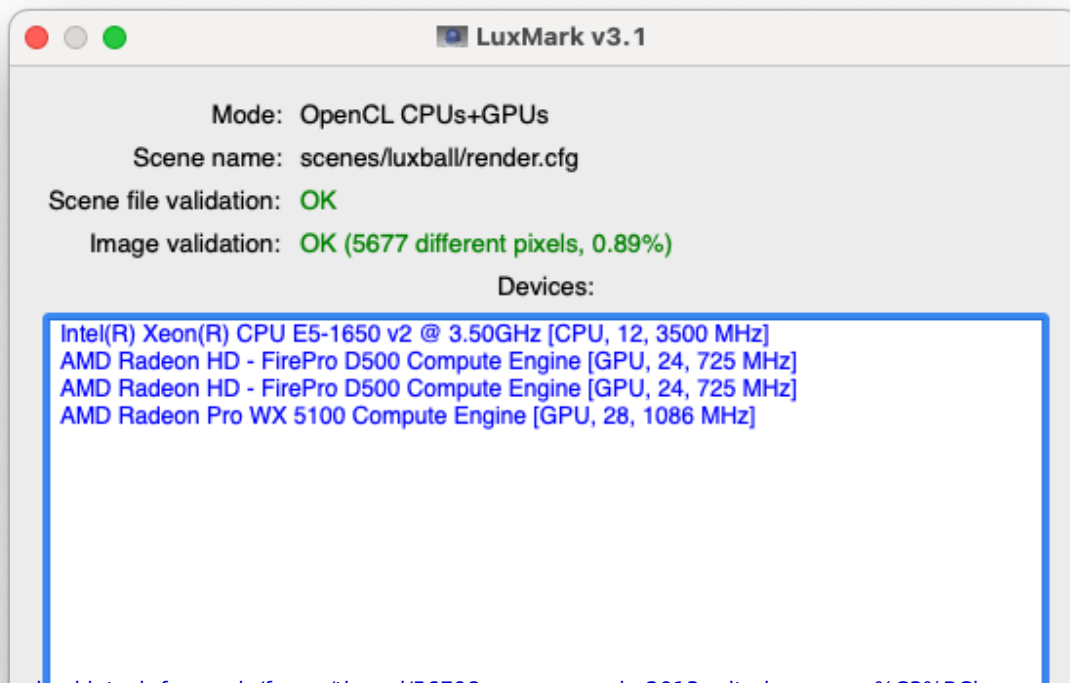 LuxMark v3.1
Mode: OpenCL CPUs+GPUs
Scene name: scenes/luxball/render.cfg
Scene file validation: OK
Image validation: OK (5677 different pixels, 0.89%)
Devices:
Intel(R) Xeon(R) CPU E5-1650 v2 @ 3.50GHz [CPU, 12, 3500 MHz]
AMD Radeon HD - FirePro D500 Compute Engine [GPU, 24, 725 MHz]
AMD Radeon HD - FirePro D500 Compute Engine [GPU, 24, 725 MHz]
AMD Radeon Pro WX 5100 Compute Engine [GPU, 28, 1086 MHz]